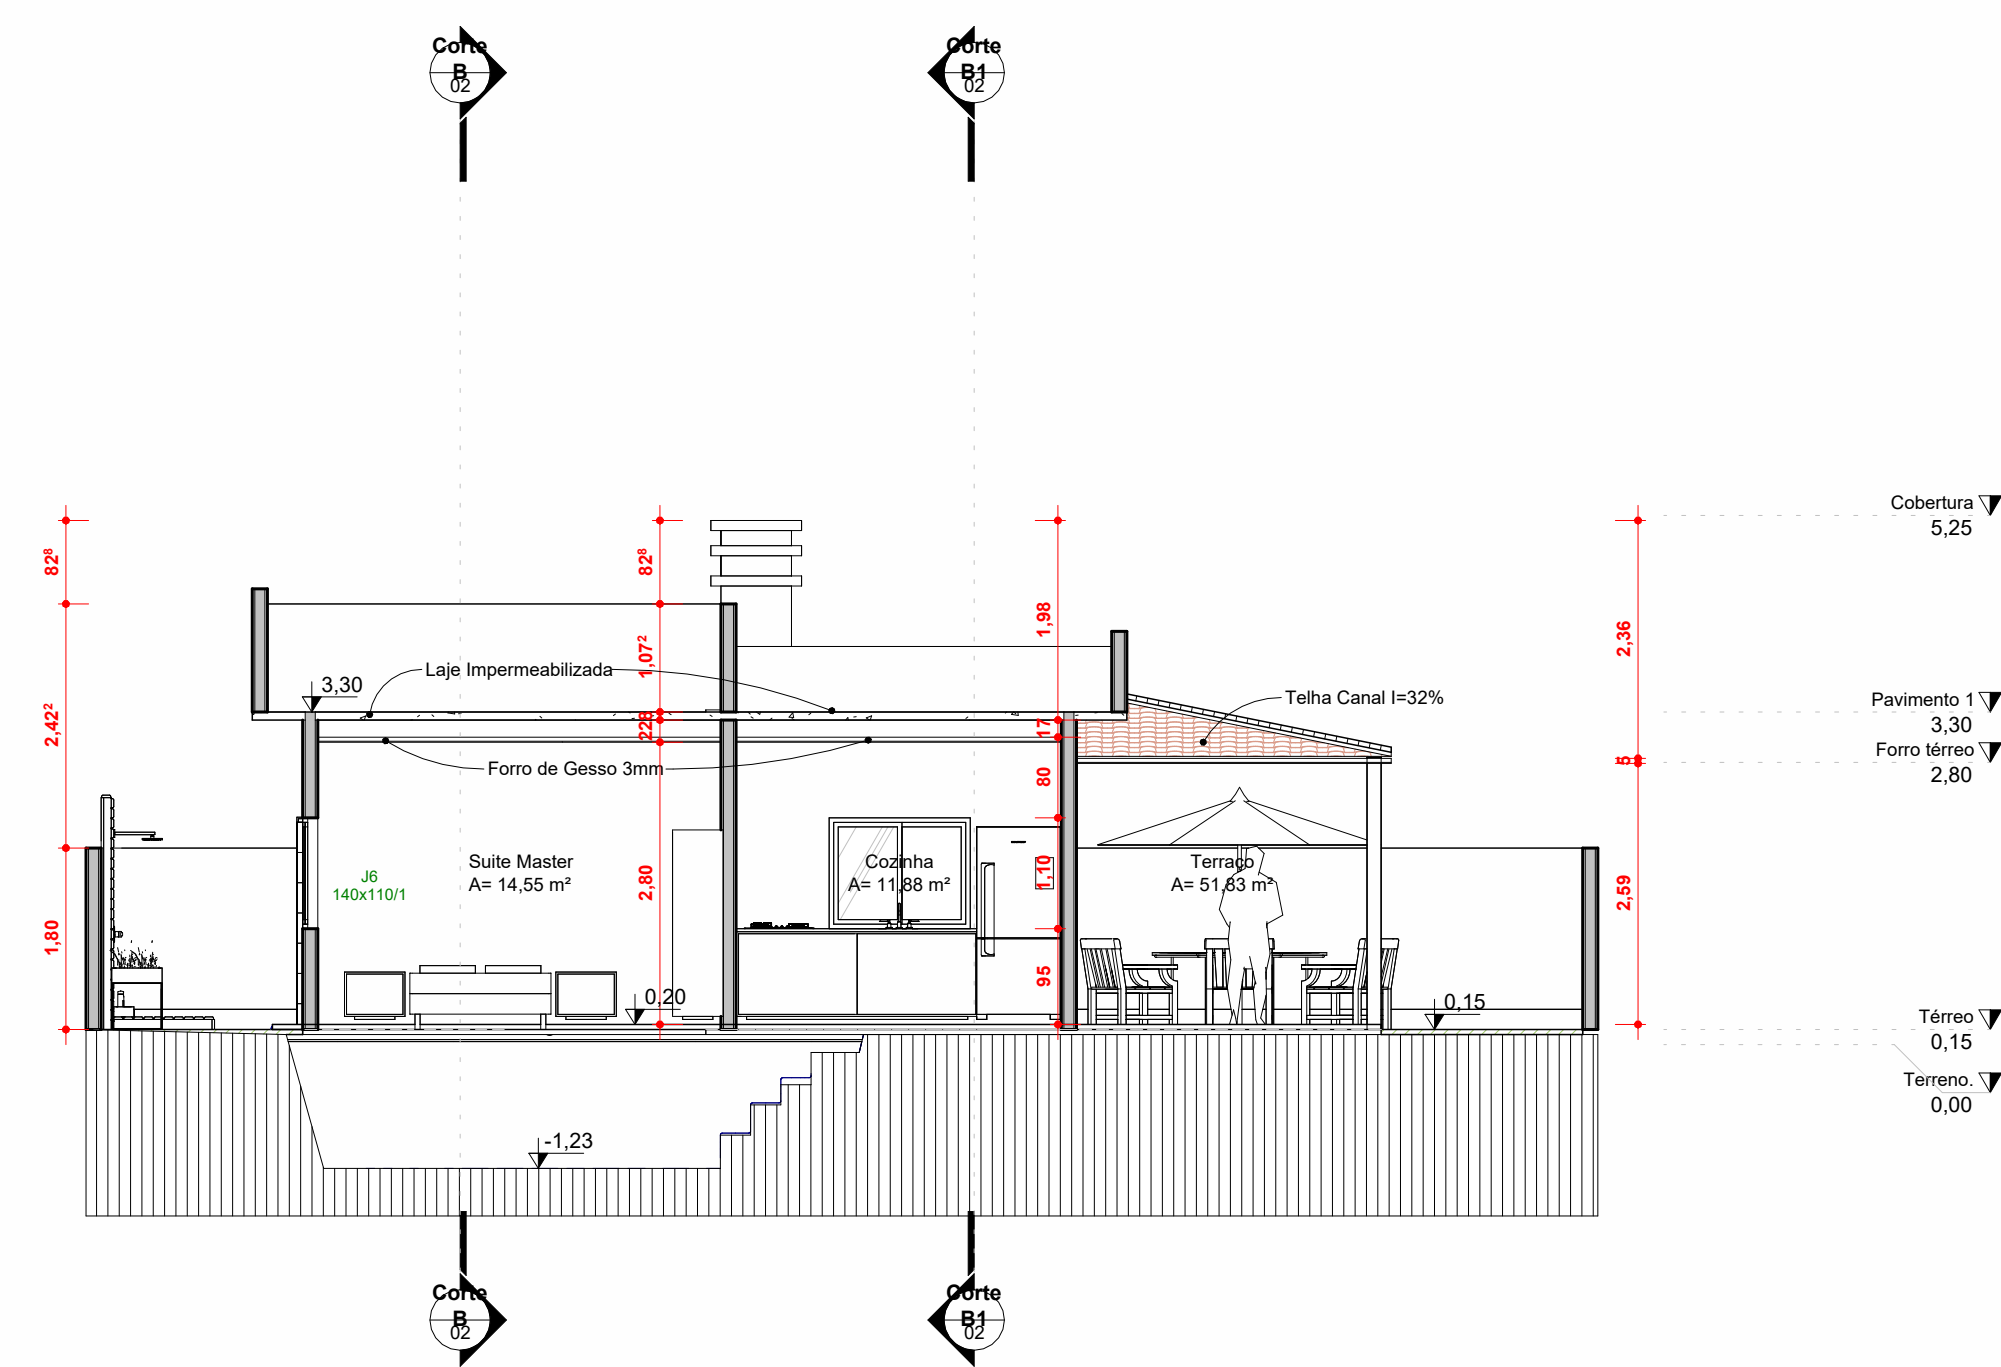 Corte
B
02
Corte
B1
02
Cobertura
5,25
82⁸
82⁸
1,98
2,36
1,07²
Laje Impermeabilizada
3,30
Telha Canal I=32%
Pavimento 1
3,30
2,42²
228
17
Forro térreo
2,80
5
Forro de Gesso 3mm
80
Suite Master
A= 14,55 m²
J6
140x110/1
2,80
Cozinha
A= 11,88 m²
1,10
Terraço
A= 51,83 m²
2,59
1,80
95
0,20
0,15
Térreo
0,15
Terreno.
0,00
-1,23
Corte
B
02
Corte
B1
02